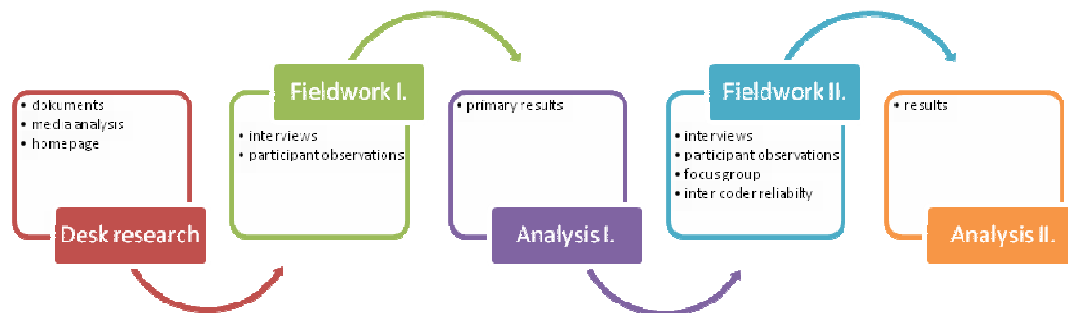 • dokuments
• media analysis
• homepage
Desk research
Fieldwork I.
• interviews
• participant observations
• primary results
Analysis I.
Fieldwork II.
• interviews
• participant observations
• focus group
• inter coder reliabilty
• results
Analysis II.